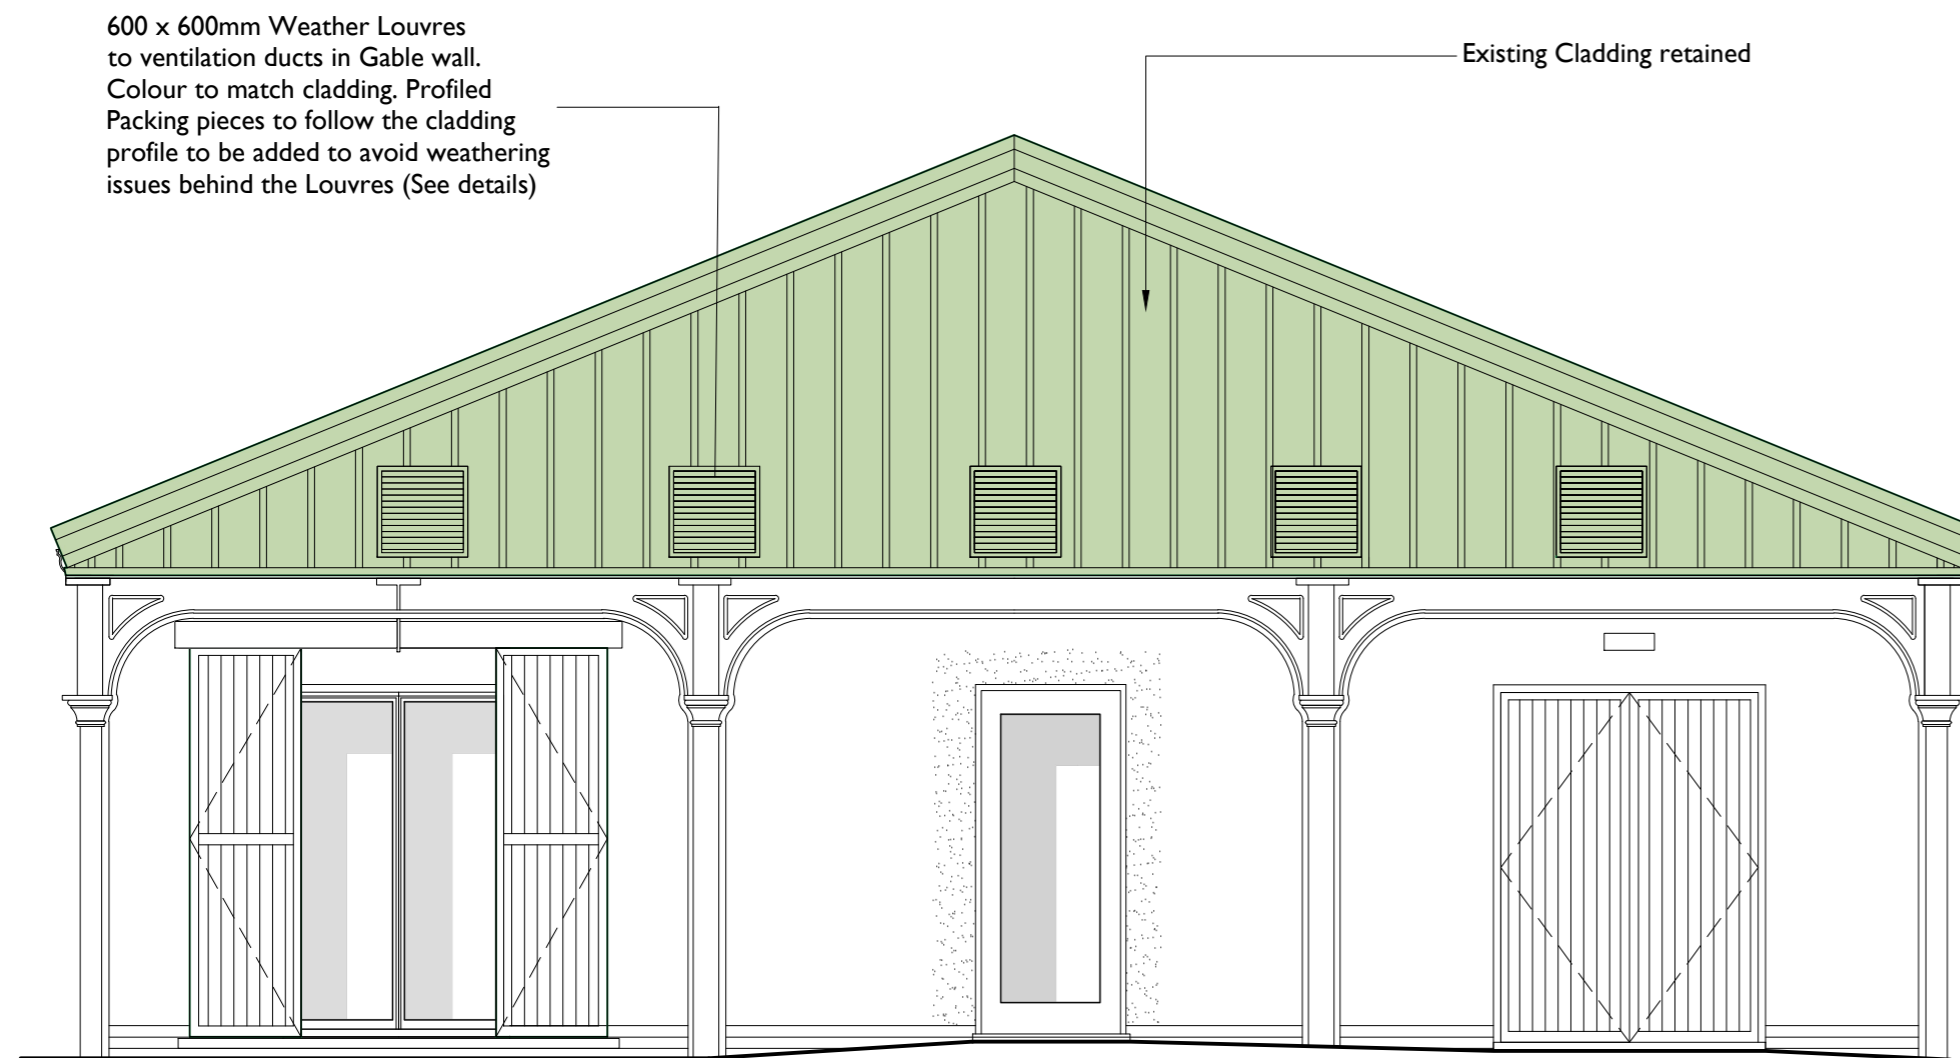 600 x 600mm Weather Louvres
to ventilation ducts in Gable wall.
Colour to match cladding. Profiled
Packing pieces to follow the cladding
profile to be added to avoid weathering
issues behind the Louvres (See details)
Existing Cladding retained